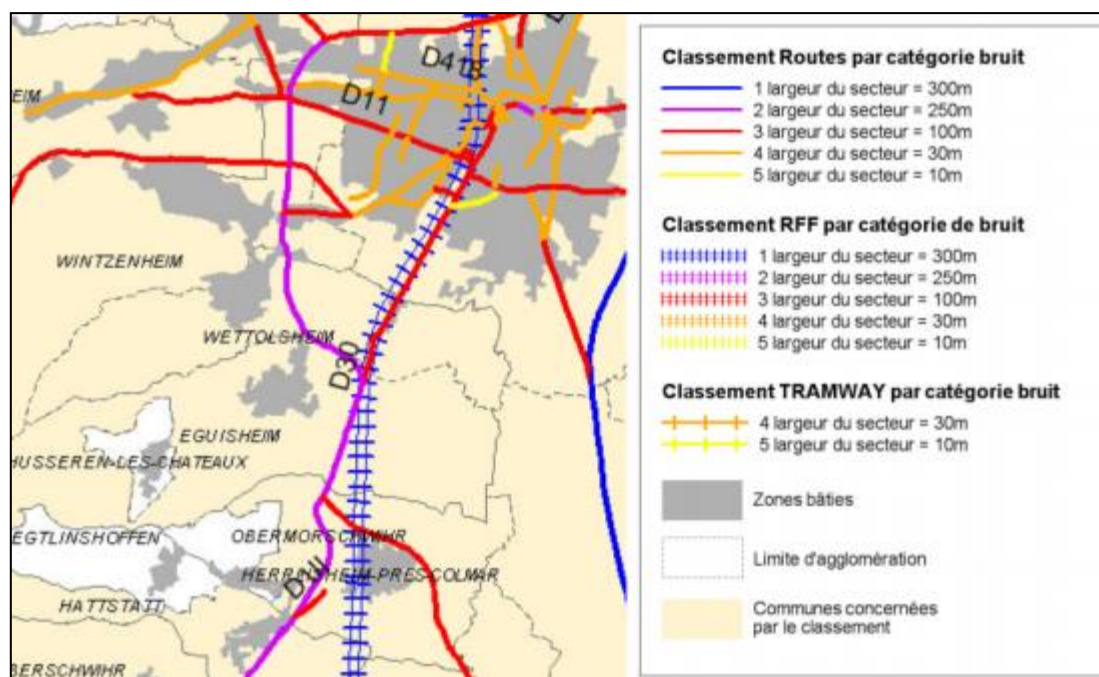 D418
D11
EIM
WINTZENHEIM
WETTOLSHEIM
D30
EGUISHEIM
HUSSEREN-LES-CHATEAUX
EGTLINSHOFFEN
OBERMORSCHWIHR
HERRLISHEIM-PRES-COLMAR
HATTSTATT
BERSCHWIHR
Classement Routes par catégorie bruit
1 largeur du secteur = 300m
2 largeur du secteur = 250m
3 largeur du secteur = 100m
4 largeur du secteur = 30m
5 largeur du secteur = 10m
Classement RFF par catégorie de bruit
1 largeur du secteur = 300m
2 largeur du secteur = 250m
3 largeur du secteur = 100m
4 largeur du secteur = 30m
5 largeur du secteur = 10m
Classement TRAMWAY par catégorie bruit
4 largeur du secteur = 30m
5 largeur du secteur = 10m
Zones bâties
Limite d'agglomération
Communes concernées
par le classement